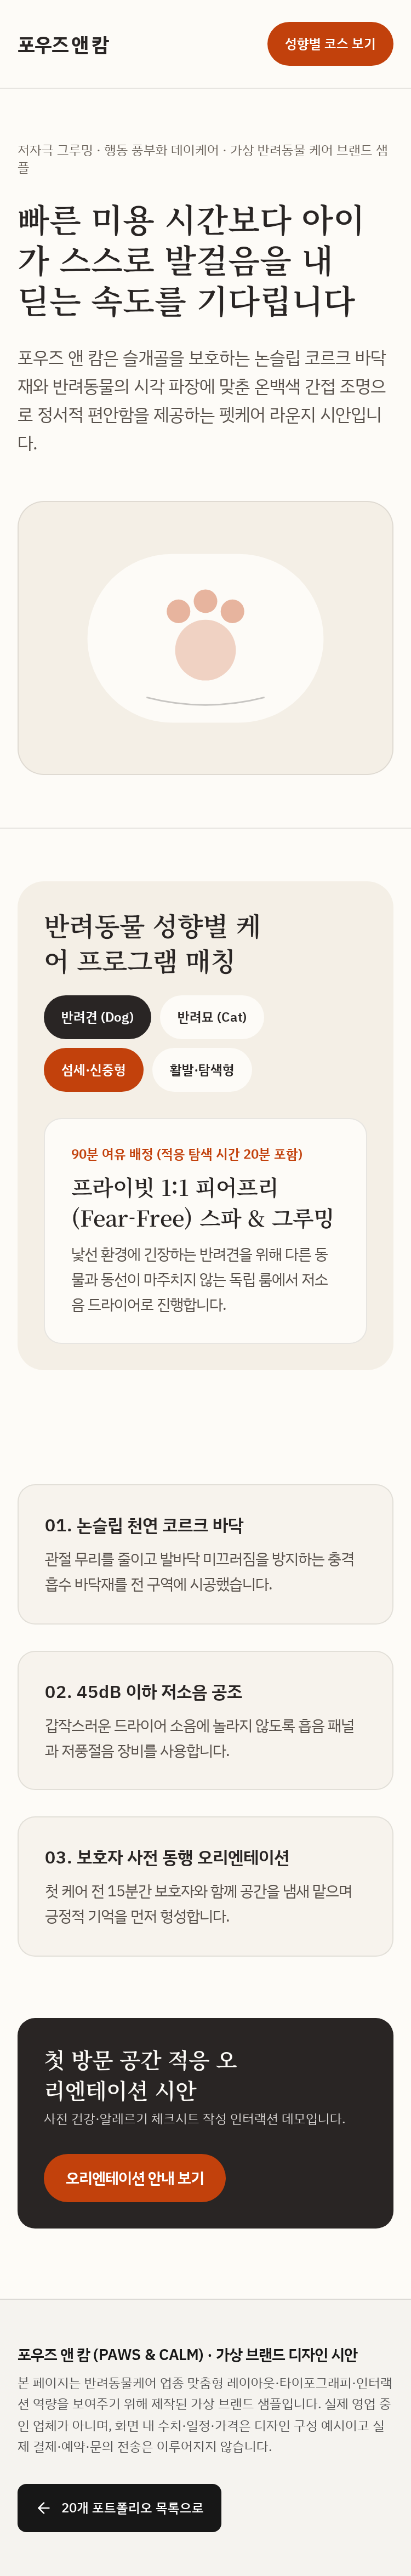 포우즈 앤 캄
성향별 코스 보기
저자극 그루밍 · 행동 풍부화 데이케어 · 가상 반려동물 케어 브랜드 샘
플
빠른 미용 시간보다 아이
가 스스로 발걸음을 내
딛는 속도를 기다립니다
포우즈 앤 캄은 슬개골을 보호하는 논슬립 코르크 바닥
재와 반려동물의 시각 파장에 맞춘 온백색 간접 조명으
로 정서적 편안함을 제공하는 펫케어 라운지 시안입니
다.
반려동물 성향별 케
어 프로그램 매칭
반려견 (Dog)
반려묘 (Cat)
섬세·신중형
활발·탐색형
90분 여유 배정 (적응 탐색 시간 20분 포함)
프라이빗 1:1 피어프리
(Fear-Free) 스파 & 그루밍
낯선 환경에 긴장하는 반려견을 위해 다른 동
물과 동선이 마주치지 않는 독립 룸에서 저소
음 드라이어로 진행합니다.
01. 논슬립 천연 코르크 바닥
관절 무리를 줄이고 발바닥 미끄러짐을 방지하는 충격
흡수 바닥재를 전 구역에 시공했습니다.
02. 45dB 이하 저소음 공조
갑작스러운 드라이어 소음에 놀라지 않도록 흡음 패널
과 저풍절음 장비를 사용합니다.
03. 보호자 사전 동행 오리엔테이션
첫 케어 전 15분간 보호자와 함께 공간을 냄새 맡으며
긍정적 기억을 먼저 형성합니다.
첫 방문 공간 적응 오
리엔테이션 시안
사전 건강·알레르기 체크시트 작성 인터랙션 데모입니다.
오리엔테이션 안내 보기
포우즈 앤 캄 (PAWS & CALM) · 가상 브랜드 디자인 시안
본 페이지는 반려동물케어 업종 맞춤형 레이아웃·타이포그래피·인터랙
션 역량을 보여주기 위해 제작된 가상 브랜드 샘플입니다. 실제 영업 중
인 업체가 아니며, 화면 내 수치·일정·가격은 디자인 구성 예시이고 실
제 결제·예약·문의 전송은 이루어지지 않습니다.
← 20개 포트폴리오 목록으로